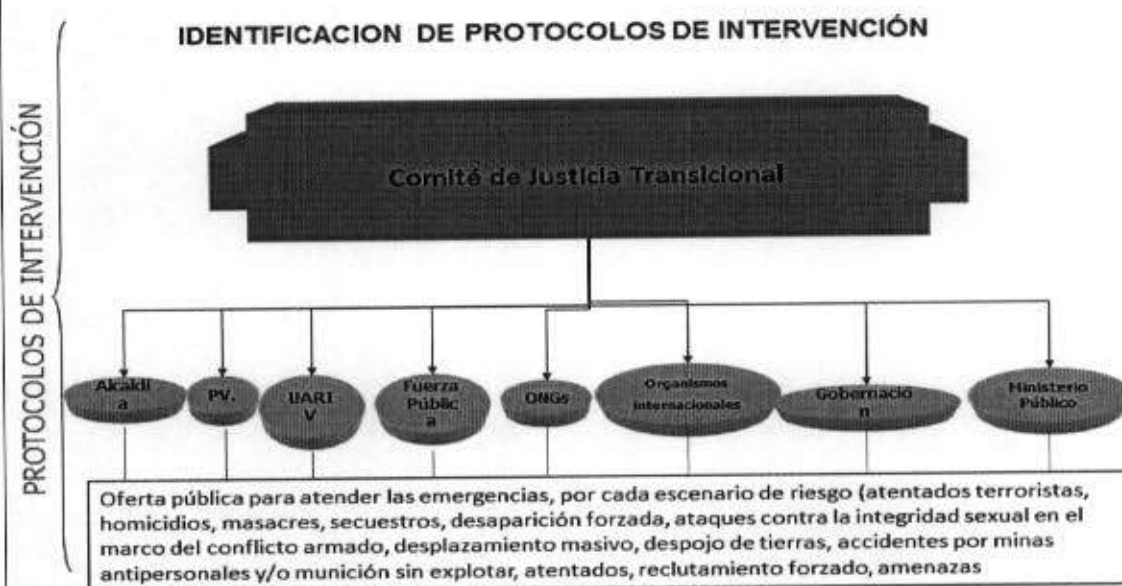 IDENTIFICACION DE PROTOCOLOS DE INTERVENCIÓN
PROTOCOLOS DE INTERVENCIÓN
Comité de Justicia Transicional
Alcaldí
a
PV.
UARI
V
Fuerza
Públic
a
ONGs
Organismos
Internacionales
Gobernació
n
Ministerio
Público
Oferta pública para atender las emergencias, por cada escenario de riesgo (atentados terroristas,
homicidios, masacres, secuestros, desaparición forzada, ataques contra la integridad sexual en el
marco del conflicto armado, desplazamiento masivo, despojo de tierras, accidentes por minas
antipersonales y/o munición sin explotar, atentados, reclutamiento forzado, amenazas